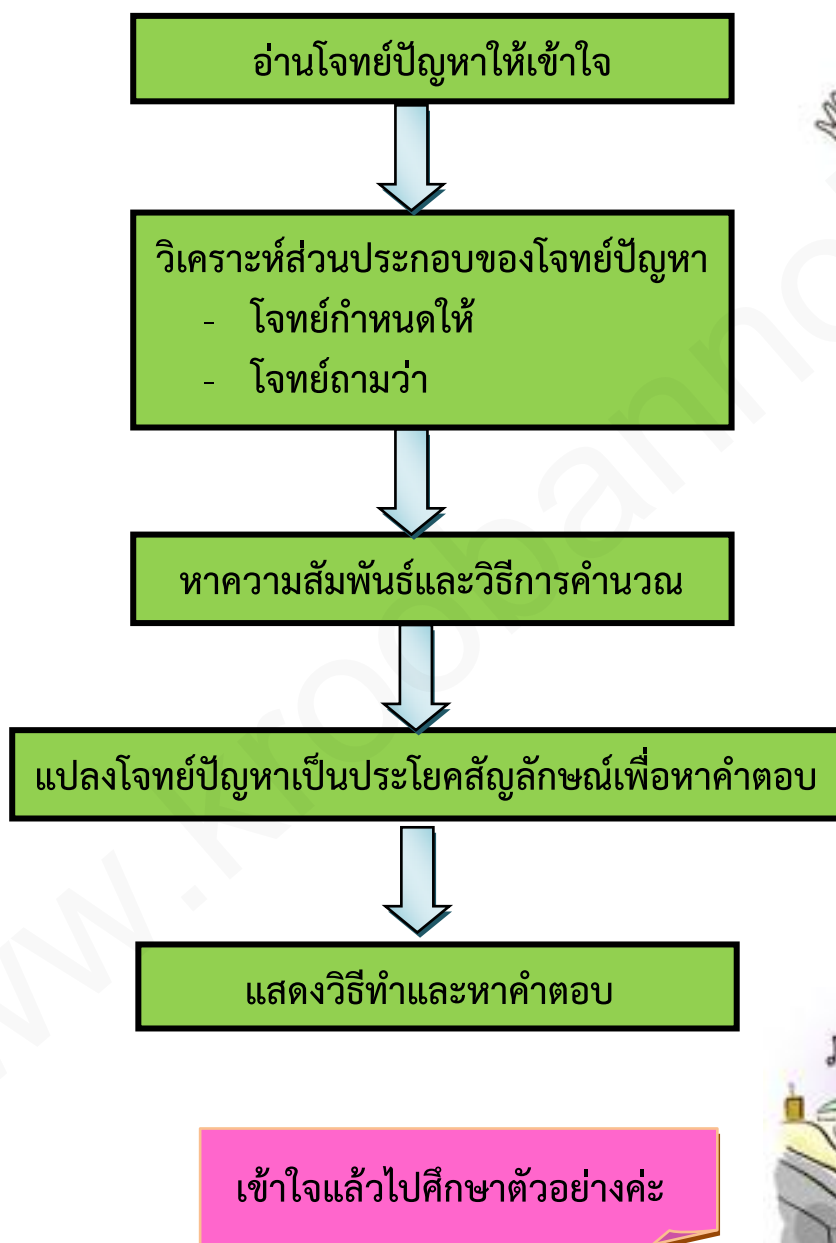 อ่านโจทย์ปัญหาให้เข้าใจ
วิเคราะห์ส่วนประกอบของโจทย์ปัญหา
- โจทย์กำหนดให้
- โจทย์ถามว่า
หาความสัมพันธ์และวิธีการคำนวณ
แปลงโจทย์ปัญหาเป็นประโยคสัญลักษณ์เพื่อหาคำตอบ
แสดงวิธีทำและหาคำตอบ
เข้าใจแล้วไปศึกษาตัวอย่างค่ะ